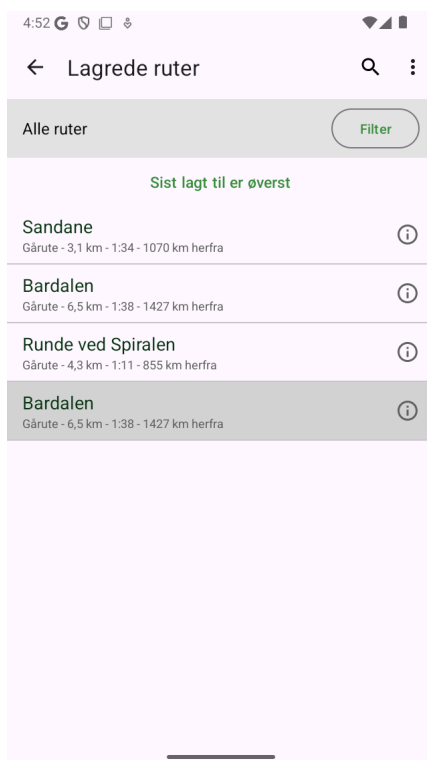 4:52
Lagrede ruter
Alle ruter
Filter
Sist lagt til er øverst
Sandane
Gårute - 3,1 km - 1:34 - 1070 km herfra
Bardalen
Gårute - 6,5 km - 1:38 - 1427 km herfra
Runde ved Spiralen
Gårute - 4,3 km - 1:11 - 855 km herfra
Bardalen
Gårute - 6,5 km - 1:38 - 1427 km herfra